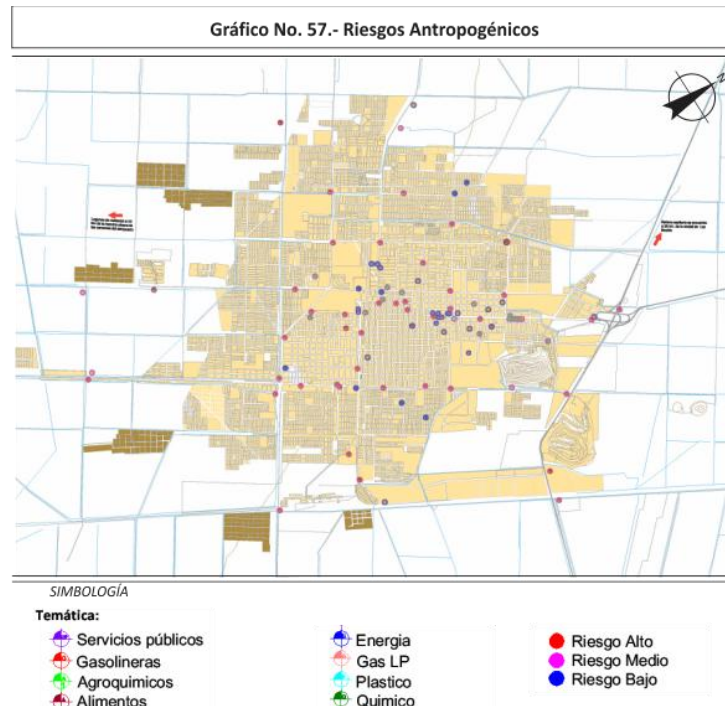 Gráfico No. 57.- Riesgos Antropogénicos
N
SIMBOLOGÍA
Temática:
Servicios públicos
Gasolineras
Agroquimicos
Alimentos
Energia
Gas LP
Plastico
Quimico
Riesgo Alto
Riesgo Medio
Riesgo Bajo